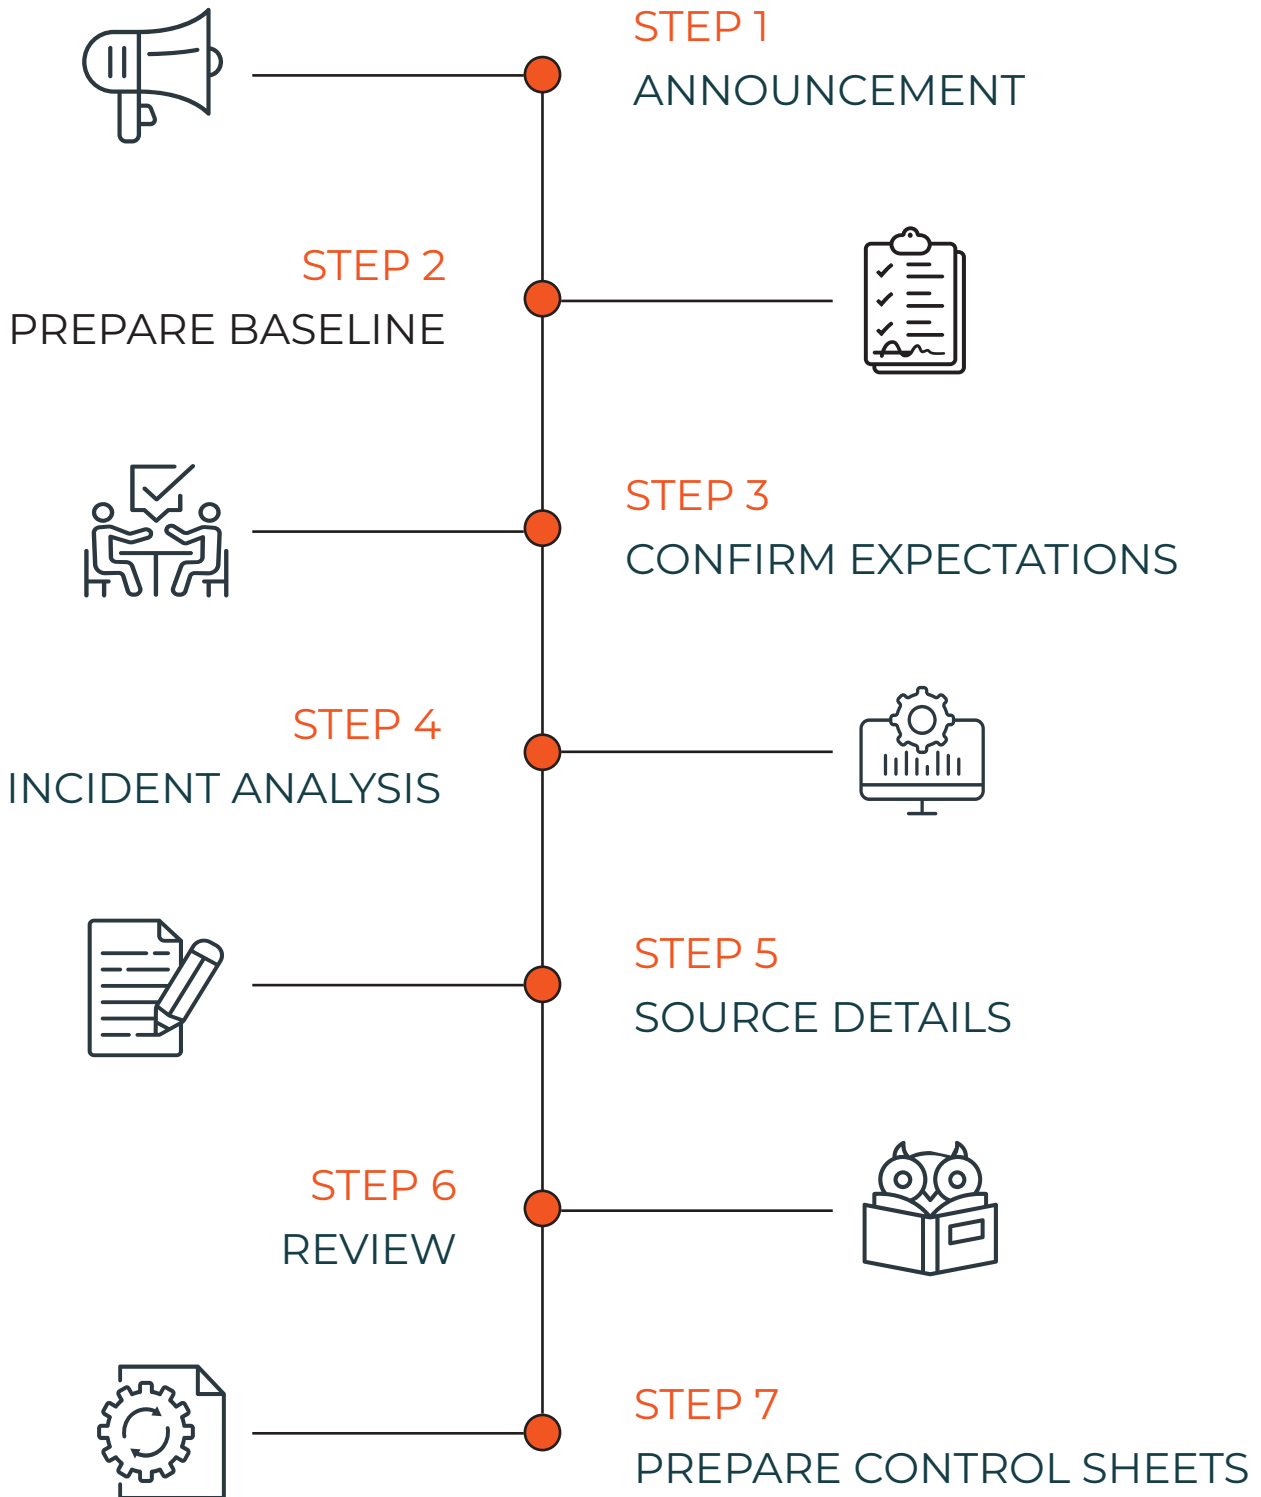 STEP 1
ANNOUNCEMENT
STEP 2
PREPARE BASELINE
STEP 3
CONFIRM EXPECTATIONS
STEP 4
INCIDENT ANALYSIS
STEP 5
SOURCE DETAILS
STEP 6
REVIEW
STEP 7
PREPARE CONTROL SHEETS